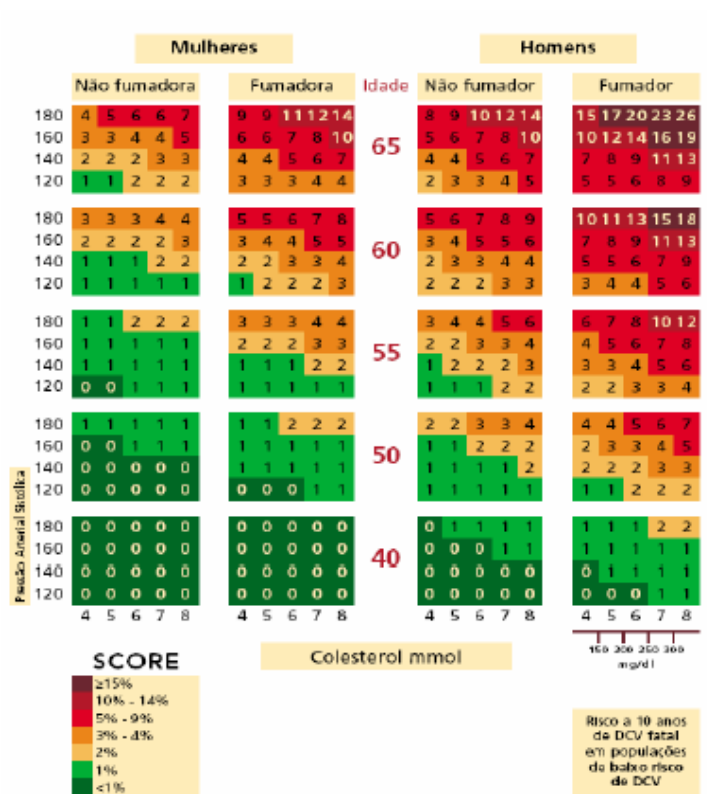 Mulheres Homens
Não fumadora Fumadora Idade Não fumador Fumador
180 4 5 6 6 7 9 9 11 12 14 8 9 10 12 14 15 17 20 23 26
160 3 3 4 4 5 6 6 7 8 10 5 6 7 8 10 10 12 14 16 19
65
140 2 2 2 3 3 4 4 5 6 7 4 4 5 6 7 7 8 9 11 13
120 1 1 2 2 2 3 3 3 4 4 2 3 3 4 5 5 5 6 8 9
180 3 3 3 4 4 5 5 6 7 8 5 6 7 8 9 10 11 13 15 18
160 2 2 2 2 3 3 4 4 5 5 3 4 5 5 6 7 8 9 11 13
60
140 1 1 1 2 2 2 2 3 3 4 2 3 3 4 4 5 5 6 7 9
120 1 1 1 1 1 1 2 2 2 3 2 2 2 3 3 3 4 4 5 6
180 1 1 2 2 2 3 3 3 4 4 3 4 4 5 6 6 7 8 10 12
160 1 1 1 1 1 2 2 2 3 3 2 2 3 3 4 4 5 6 7 8
55
140 1 1 1 1 1 1 1 1 2 2 1 2 2 2 3 3 3 4 5 6
120 0 0 1 1 1 1 1 1 1 1 1 1 1 2 2 2 2 3 3 4
180 1 1 1 1 1 1 1 2 2 2 2 2 3 3 4 4 4 5 6 7
160 0 0 1 1 1 1 1 1 1 1 1 1 2 2 2 2 3 3 4 5
50
140 0 0 0 0 0 1 1 1 1 1 1 1 1 1 2 2 2 2 3 3
120 0 0 0 0 0 0 0 0 1 1 1 1 1 1 1 1 1 2 2 2
180 0 0 0 0 0 0 0 0 0 0 0 1 1 1 1 1 1 1 2 2
160 0 0 0 0 0 0 0 0 0 0 0 0 0 1 1 1 1 1 1 1
40
140 0 0 0 0 0 0 0 0 0 0 0 0 0 0 0 0 1 1 1 1
120 0 0 0 0 0 0 0 0 0 0 0 0 0 0 0 0 0 0 1 1
4 5 6 7 8 4 5 6 7 8 4 5 6 7 8 4 5 6 7 8
Pressão Arterial Sistólica
Colesterol mmol
150 200 250 300
mg/dl
SCORE
≥15%
10% - 14%
5% - 9%
3% - 4%
2%
1%
<1%
Risco a 10 anos
de DCV fatal
em populações
de baixo risco
de DCV